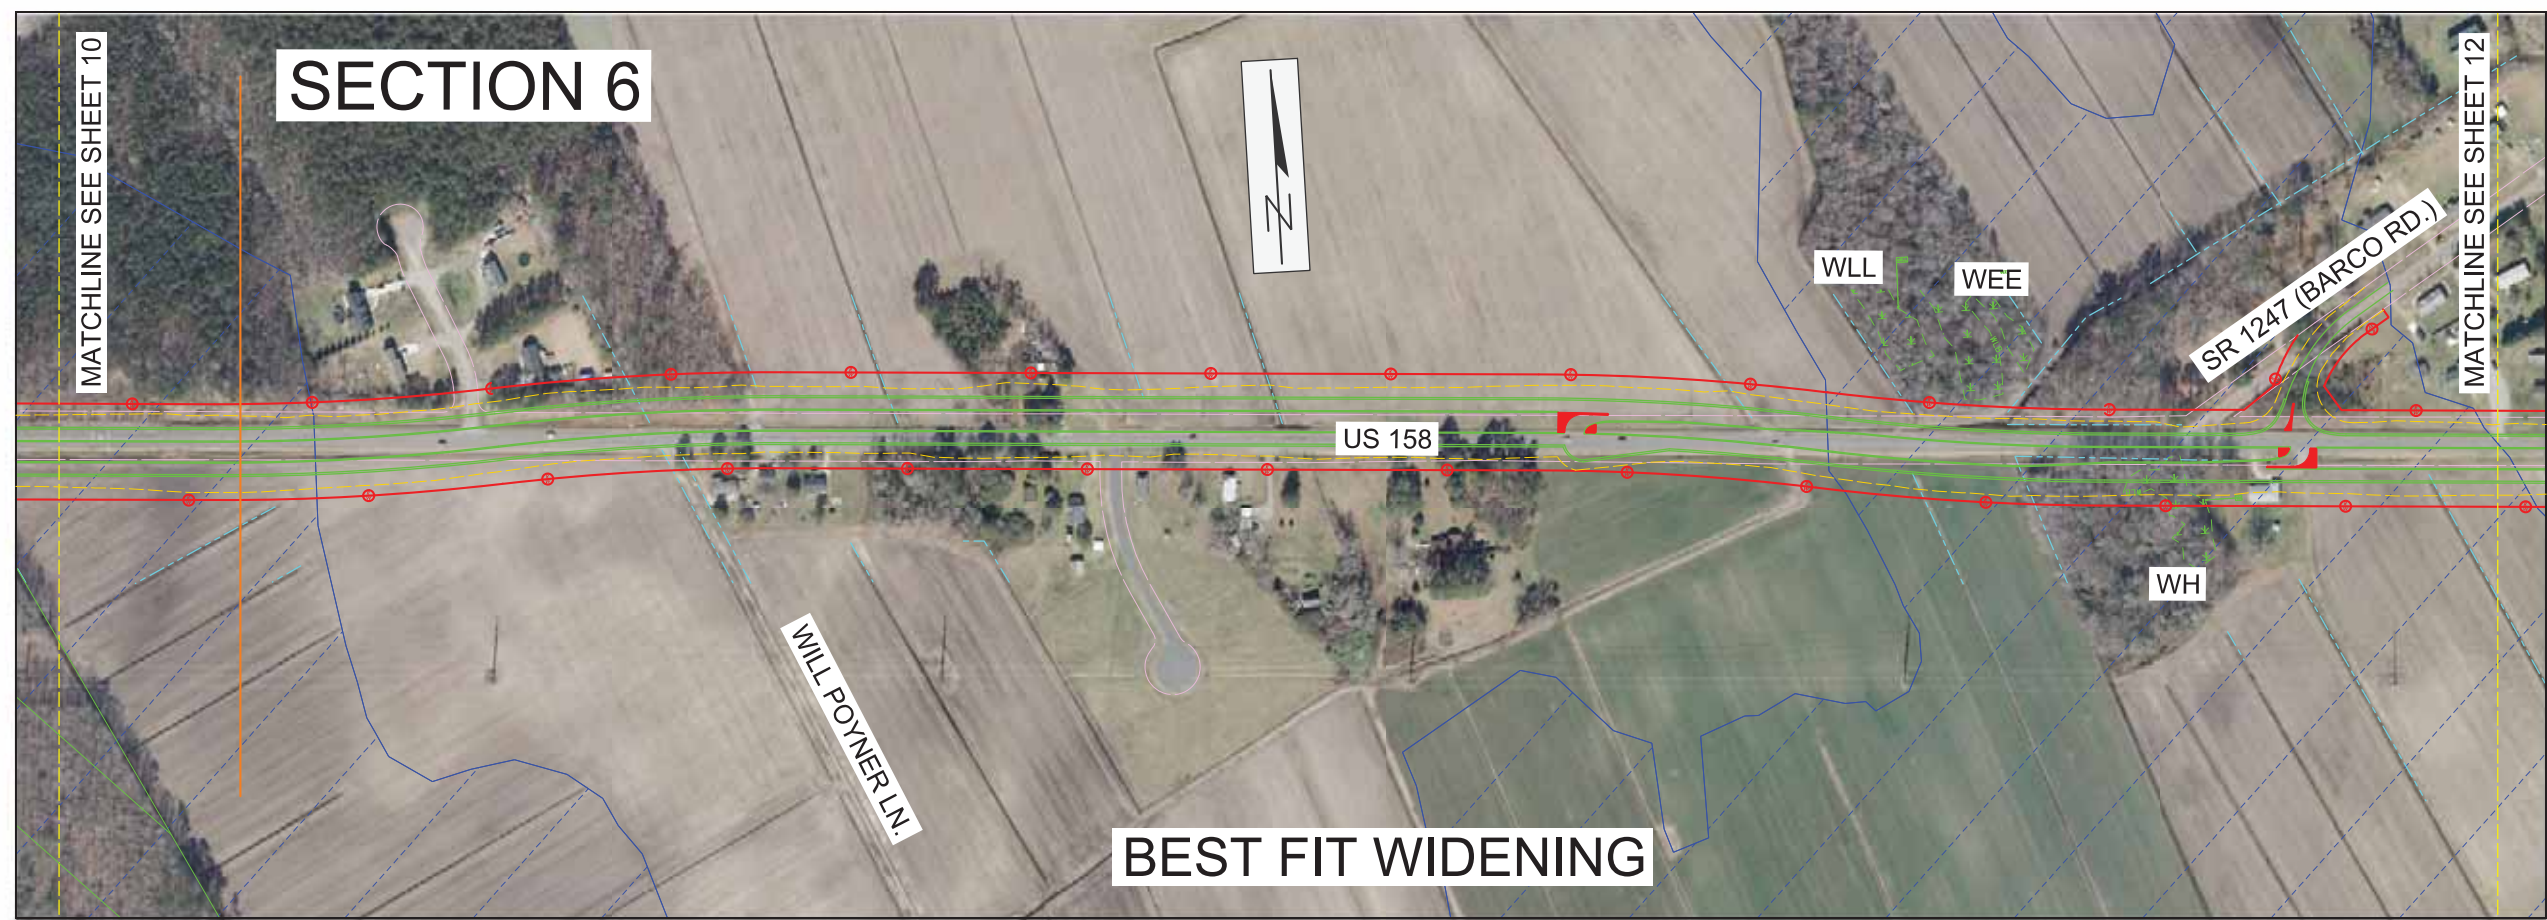 SECTION 6
MATCHLINE SEE SHEET 10
MATCHLINE SEE SHEET 12
N
WLL
WEE
SR 1247 (BARCO RD.)
US 158
WH
WILL POYNER LN.
BEST FIT WIDENING